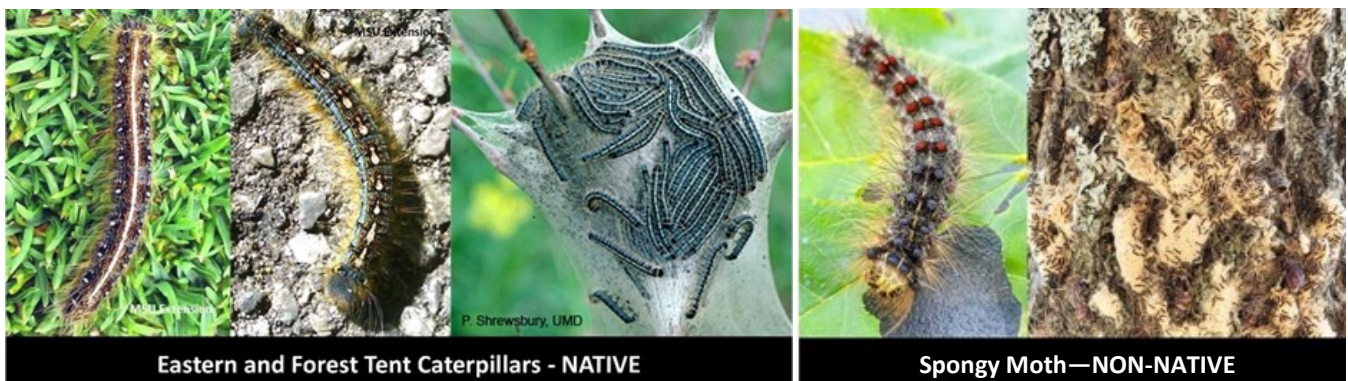 MSU Extension
MSU Extension
P. Shrewsbury, UMD
Eastern and Forest Tent Caterpillars - NATIVE
Spongy Moth—NON-NATIVE